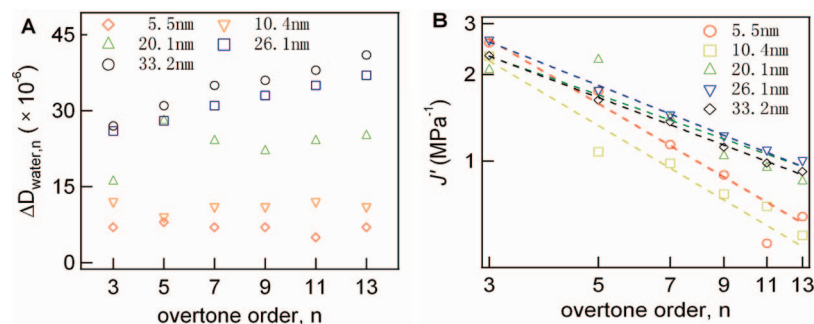 A
5.5nm
10.4nm
20.1nm
26.1nm
33.2nm
45
30
15
0
ΔD_water,n (× 10⁻⁶)
3 5 7 9 11 13
overtone order, n
B
5.5nm
10.4nm
20.1nm
26.1nm
33.2nm
3
2
1
J' (MPa⁻¹)
3 5 7 9 11 13
overtone order, n